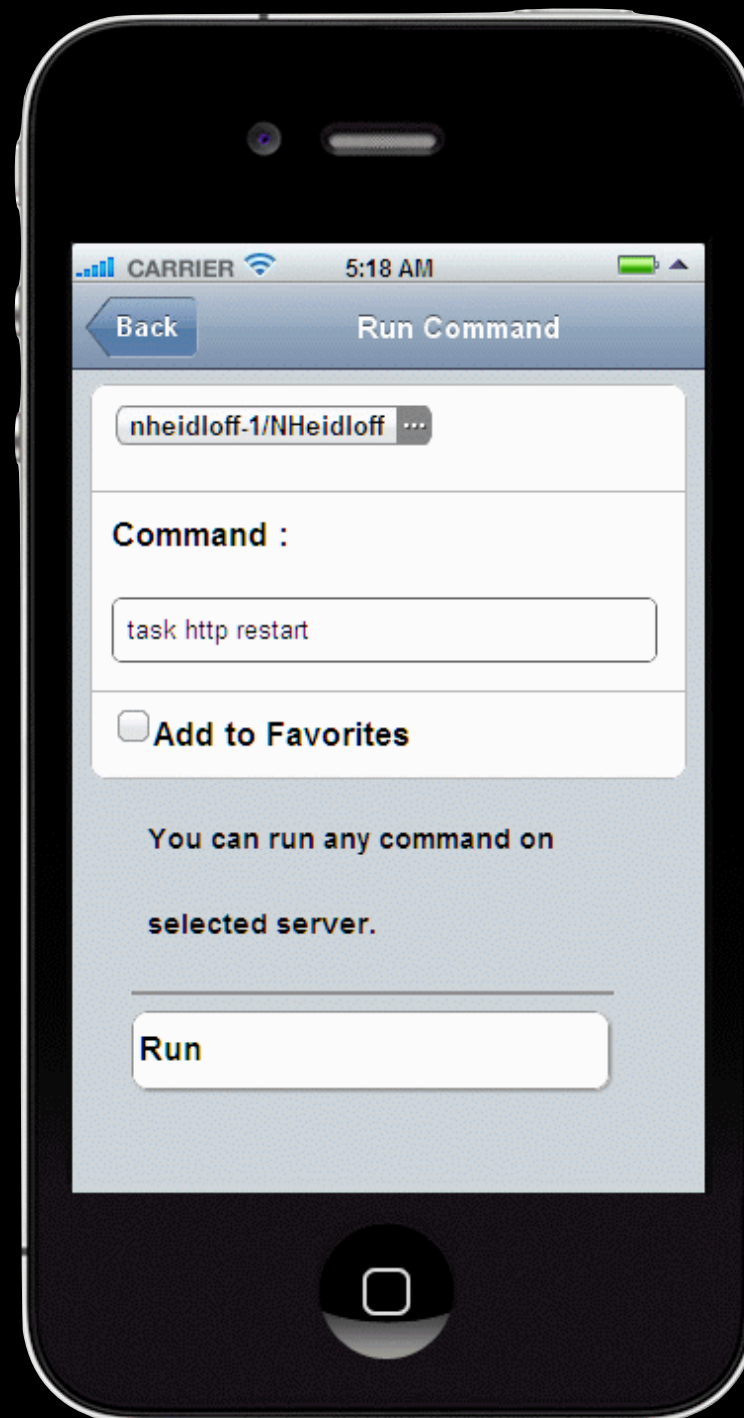 CARRIER 5:18 AM
Back Run Command
nheidloff-1/NHeidloff ...
Command :
task http restart
Add to Favorites
You can run any command on
selected server.
Run